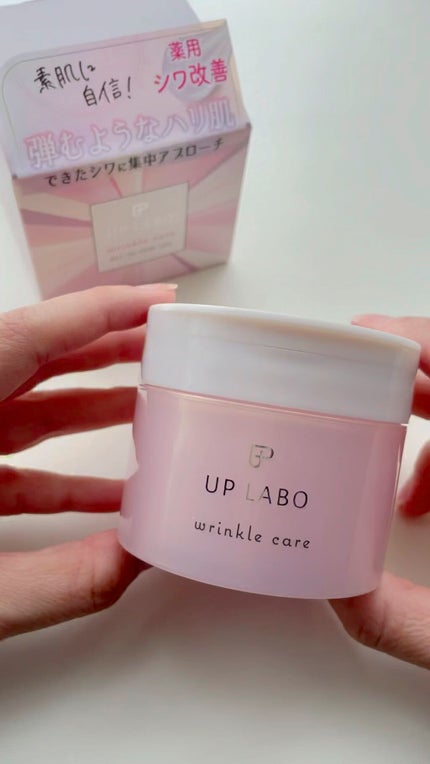 素肌に
自信!
薬用
シワ改善
弾むようなハリ肌
できたシワに集中アプローチ
UP LABO
wrinkle care
UP LABO
wrinkle care